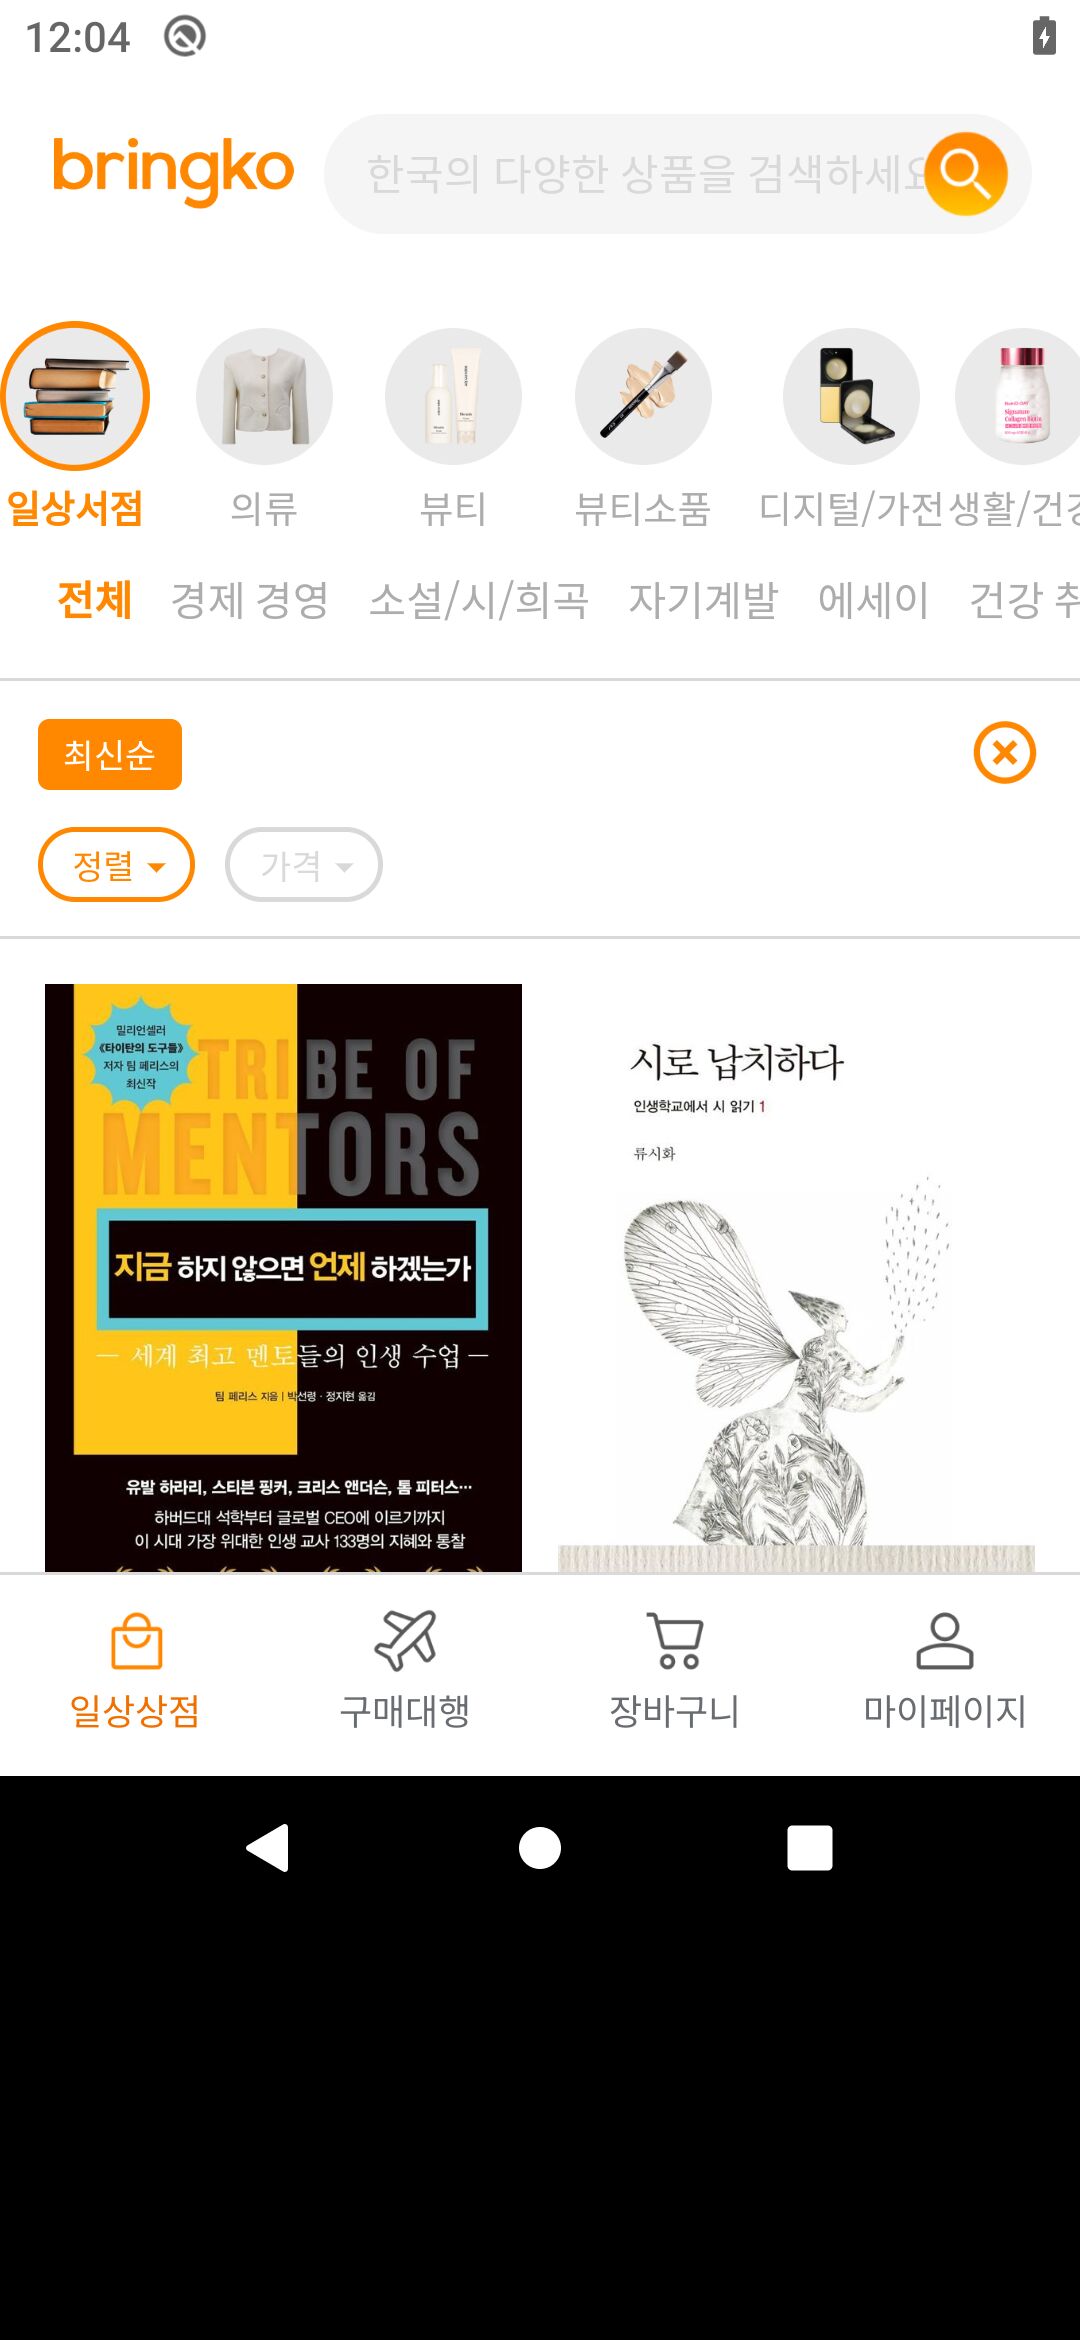 12:04
bringko
한국의 다양한 상품을 검색하세요
일상서점
의류
뷰티
뷰티소품
디지털/가전
생활/건강
전체
경제 경영
소설/시/희곡
자기계발
에세이
건강 취
최신순
정렬
가격
밀리언셀러
《타이탄의 도구들》
저자 팀 페리스의
최신작
TRIBE OF
MENTORS
지금 하지 않으면 언제 하겠는가
— 세계 최고 멘토들의 인생 수업 —
팀 페리스 지음 | 박선령 · 정지현 옮김
유발 하라리, 스티븐 핑커, 크리스 앤더슨, 톰 피터스…
하버드대 석학부터 글로벌 CEO에 이르기까지
이 시대 가장 위대한 인생 교사 133명의 지혜와 통찰
시로 납치하다
인생학교에서 시 읽기 1
류시화
일상상점
구매대행
장바구니
마이페이지